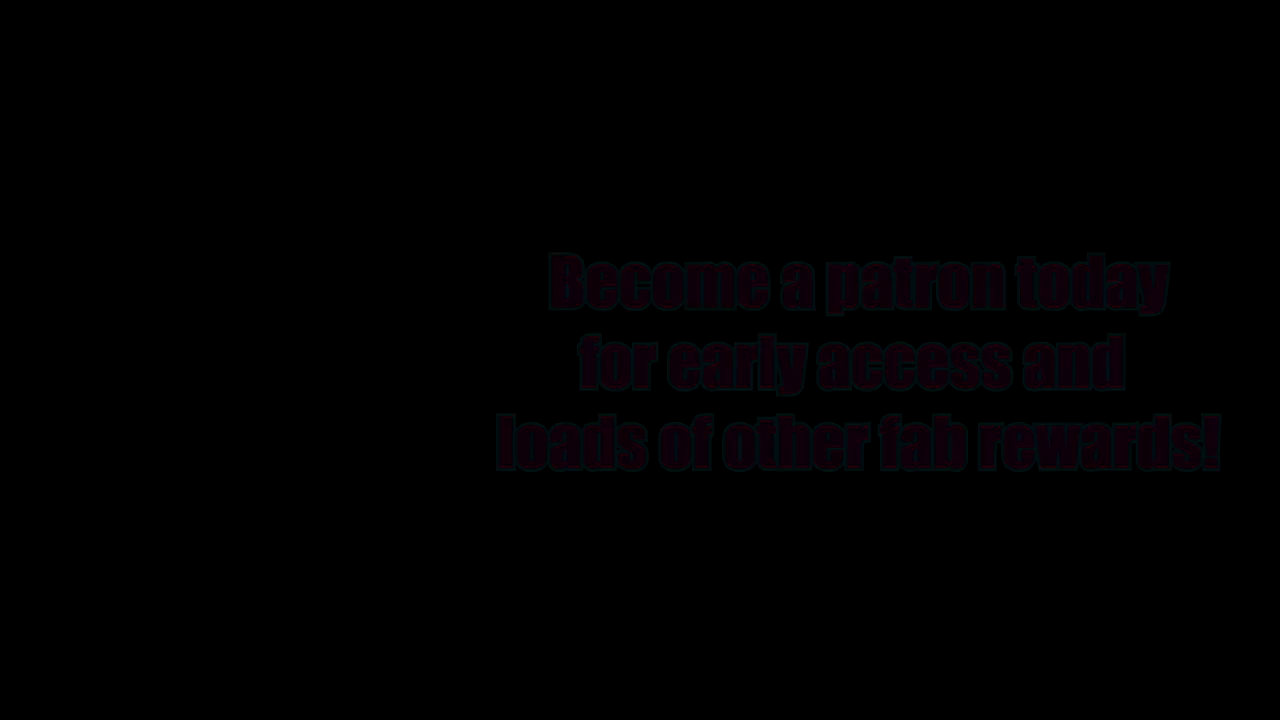 Become a patron today
for early access and
loads of other fab rewards!